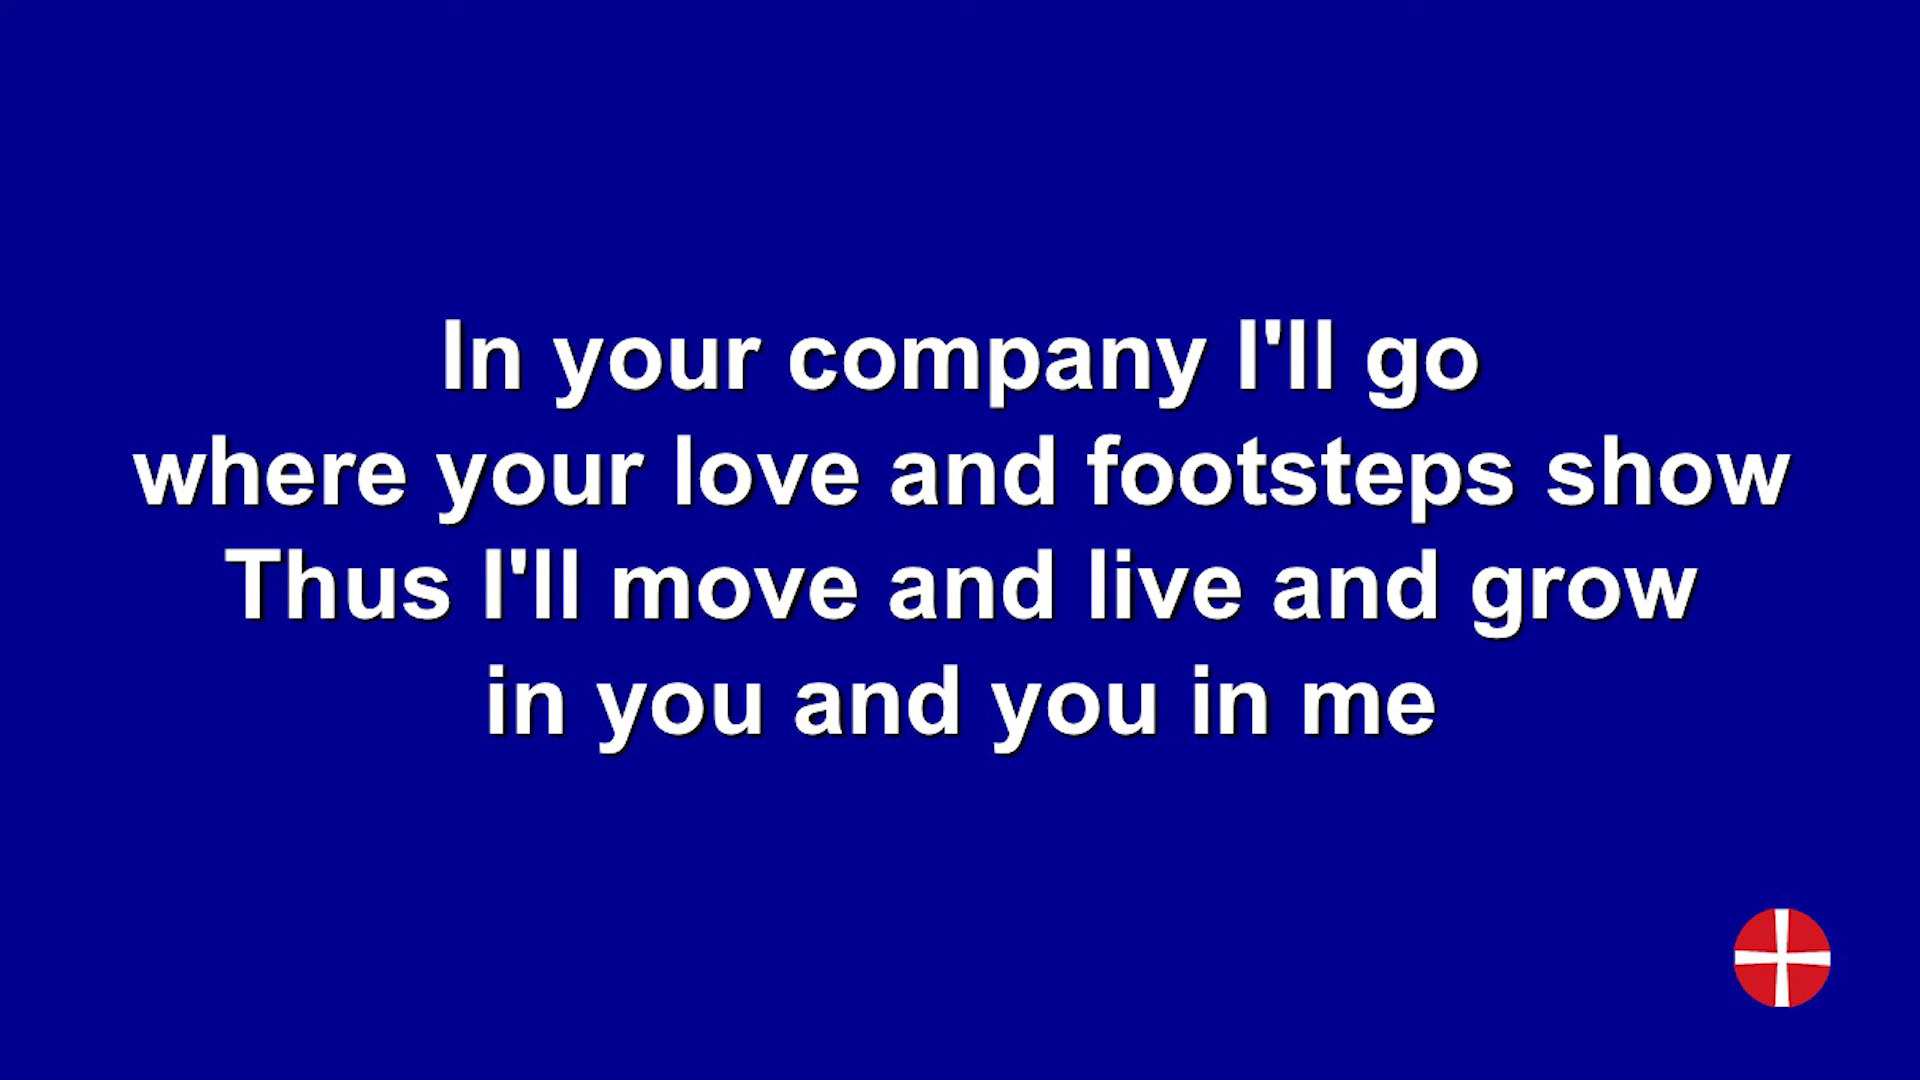 In your company I'll go
where your love and footsteps show
Thus I'll move and live and grow
in you and you in me